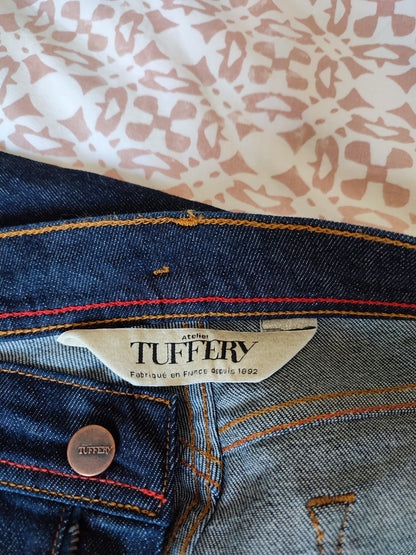 Atelier
TUFFERY
Fabriqué en France depuis 1892
TUFFERY